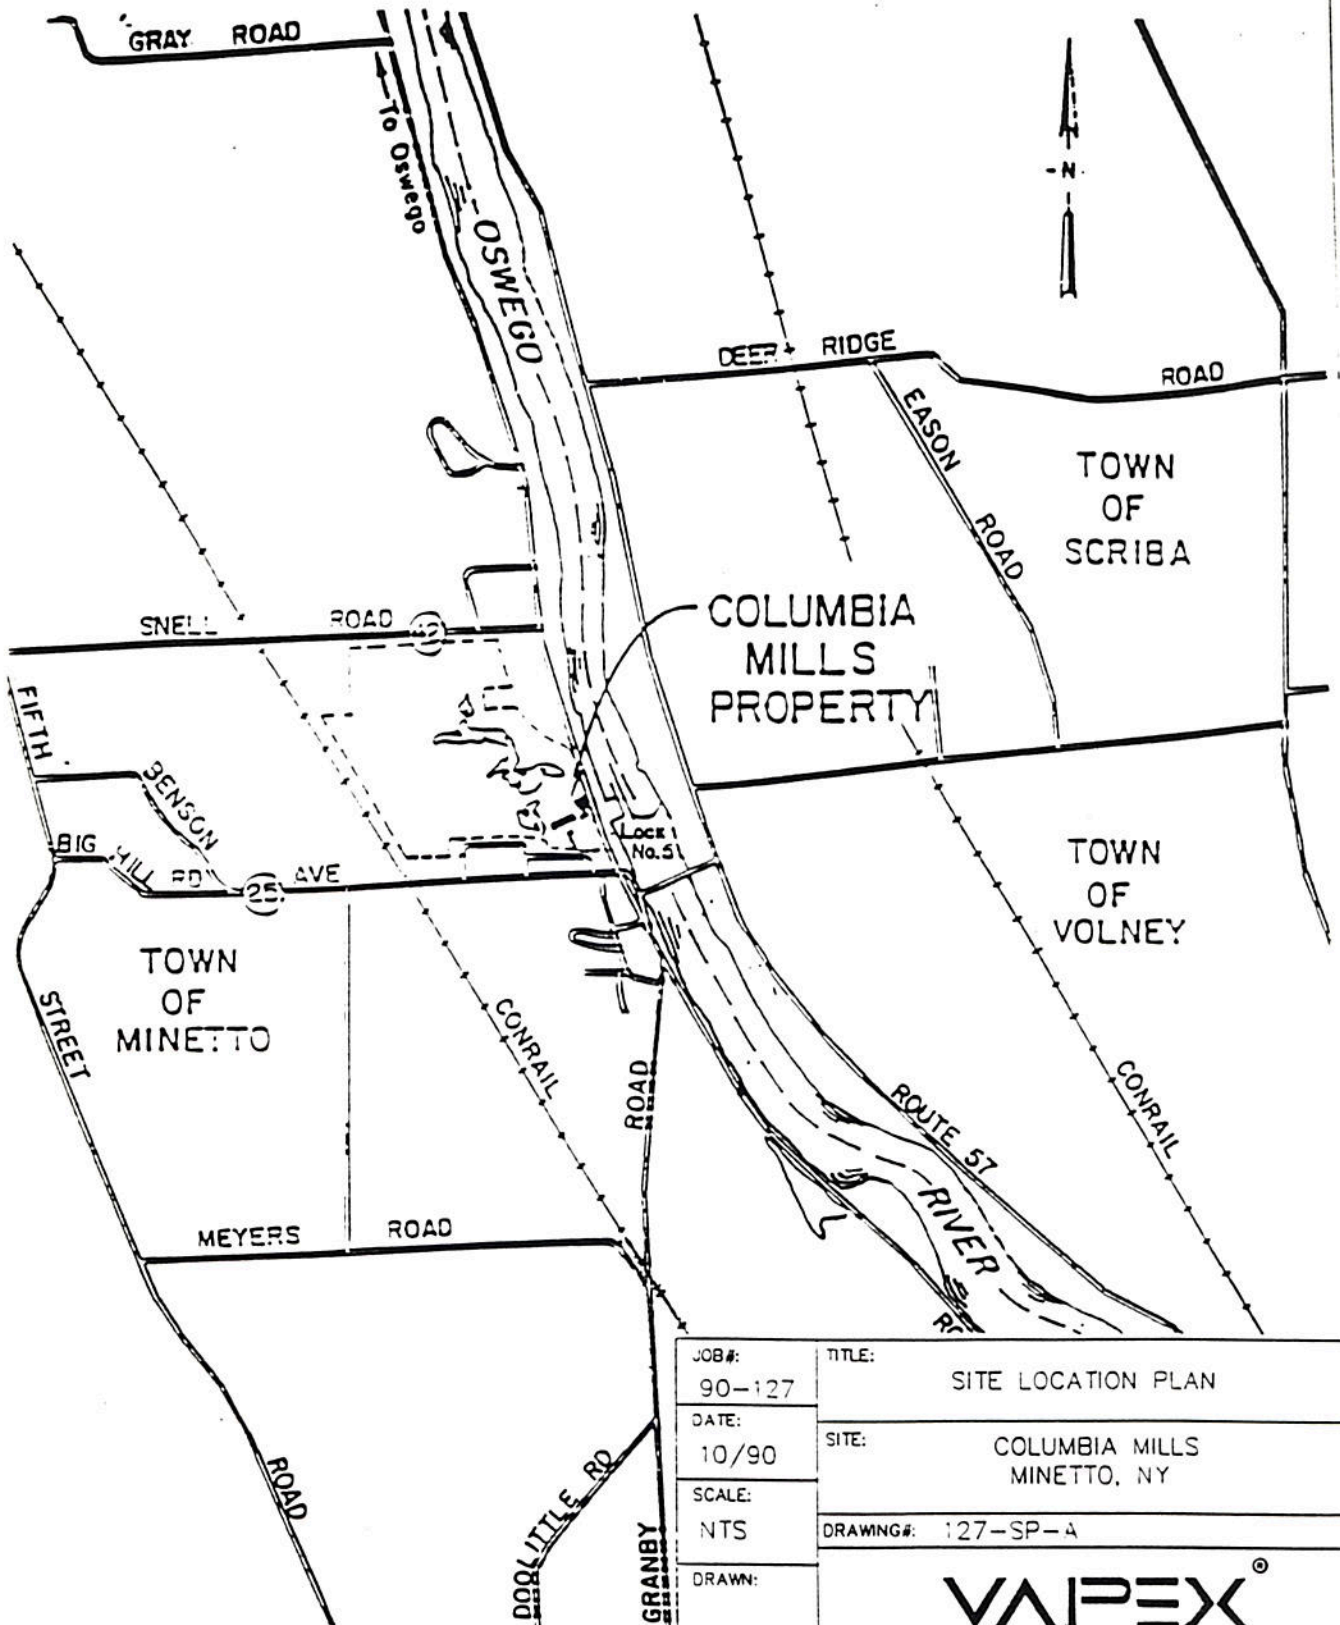 GRAY ROAD
To Oswego
-N-
OSWEGO
DEER RIDGE ROAD
EASON ROAD
TOWN
OF
SCRIBA
COLUMBIA
MILLS
PROPERTY
SNELL ROAD
FIFTH
BENSON
AVE
BIG HILL RD
25
LOCK
No.5
TOWN
OF
VOLNEY
TOWN
OF
MINETTO
STREET
CONRAIL
ROAD
CONRAIL
ROUTE 57
RIVER
MEYERS ROAD
ROAD
DOOLITTLE RD
GRANBY
JOB#:
90-127
TITLE:
SITE LOCATION PLAN
DATE:
10/90
SITE:
COLUMBIA MILLS
MINETTO, NY
SCALE:
NTS
DRAWING#: 127-SP-A
DRAWN:
VAPEX®